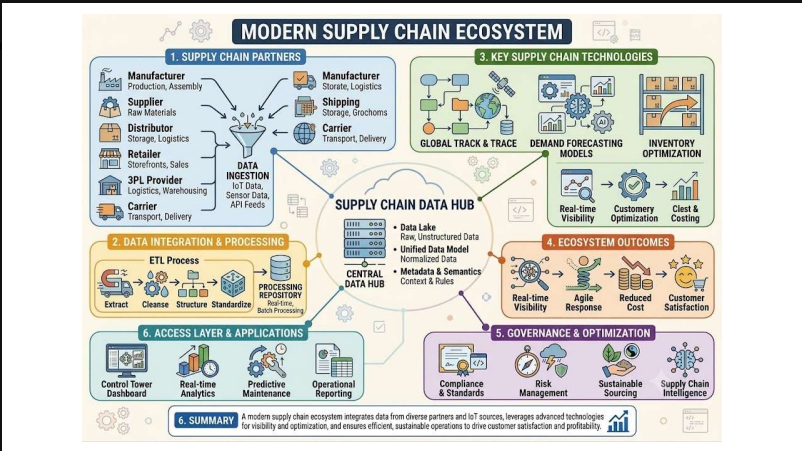 MODERN SUPPLY CHAIN ECOSYSTEM
1. SUPPLY CHAIN PARTNERS
Manufacturer
Production, Assembly
Supplier
Raw Materials
Distributor
Storage, Logistics
Retailer
Storefronts, Sales
3PL Provider
Logistics, Warehousing
Carrier
Transport, Delivery
Manufacturer
Storate, Logistics
Shipping
Storage, Grochoms
Carrier
Transport, Delivery
DATA
INGESTION
IoT Data,
Sensor Data,
API Feeds
3. KEY SUPPLY CHAIN TECHNOLOGIES
GLOBAL TRACK & TRACE
AI
DEMAND FORECASTING
MODELS
INVENTORY
OPTIMIZATION
Real-time
Visibility
Customery
Optimization
Ciest &
Costing
SUPPLY CHAIN DATA HUB
CENTRAL
DATA HUB
• Data Lake
Raw, Unstructured Data
• Unified Data Model
Normalized Data
• Metadata & Semantics
Context & Rules
2. DATA INTEGRATION & PROCESSING
ETL Process
Extract
Cleanse
Structure
Standardize
PROCESSING
REPOSITORY
Real-time,
Batch Processing
4. ECOSYSTEM OUTCOMES
Real-time
Visibility
Agile
Response
Reduced
Cost
Customer
Satisfaction
6. ACCESS LAYER & APPLICATIONS
Control Tower
Dashboard
Real-time
Analytics
Predictive
Maintenance
Operational
Reporting
5. GOVERNANCE & OPTIMIZATION
Compliance
& Standards
Risk
Management
Sustainable
Sourcing
Supply Chain
Intelligence
6. SUMMARY
A modern supply chain ecosystem integrates data from diverse partners and IoT sources, leverages advanced technologies
for visibility and optimization, and ensures efficient, sustainable operations to drive customer satisfaction and profitability.